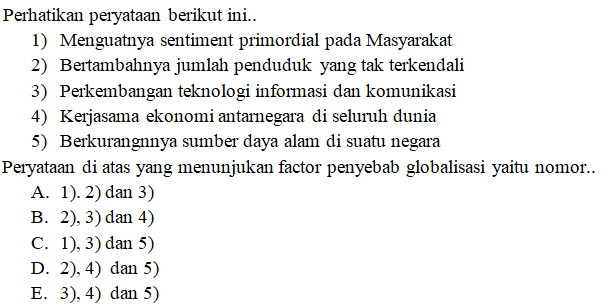 Perhatikan peryataan berikut ini..
1) Menguatnya sentiment primordial pada Masyarakat
2) Bertambahnya jumlah penduduk yang tak terkendali
3) Perkembangan teknologi informasi dan komunikasi
4) Kerjasama ekonomi antarnegara di seluruh dunia
5) Berkurangnnya sumber daya alam di suatu negara
Peryataan di atas yang menunjukan factor penyebab globalisasi yaitu nomor..
A. 1). 2) dan 3)
B. 2), 3) dan 4)
C. 1), 3) dan 5)
D. 2), 4) dan 5)
E. 3), 4) dan 5)